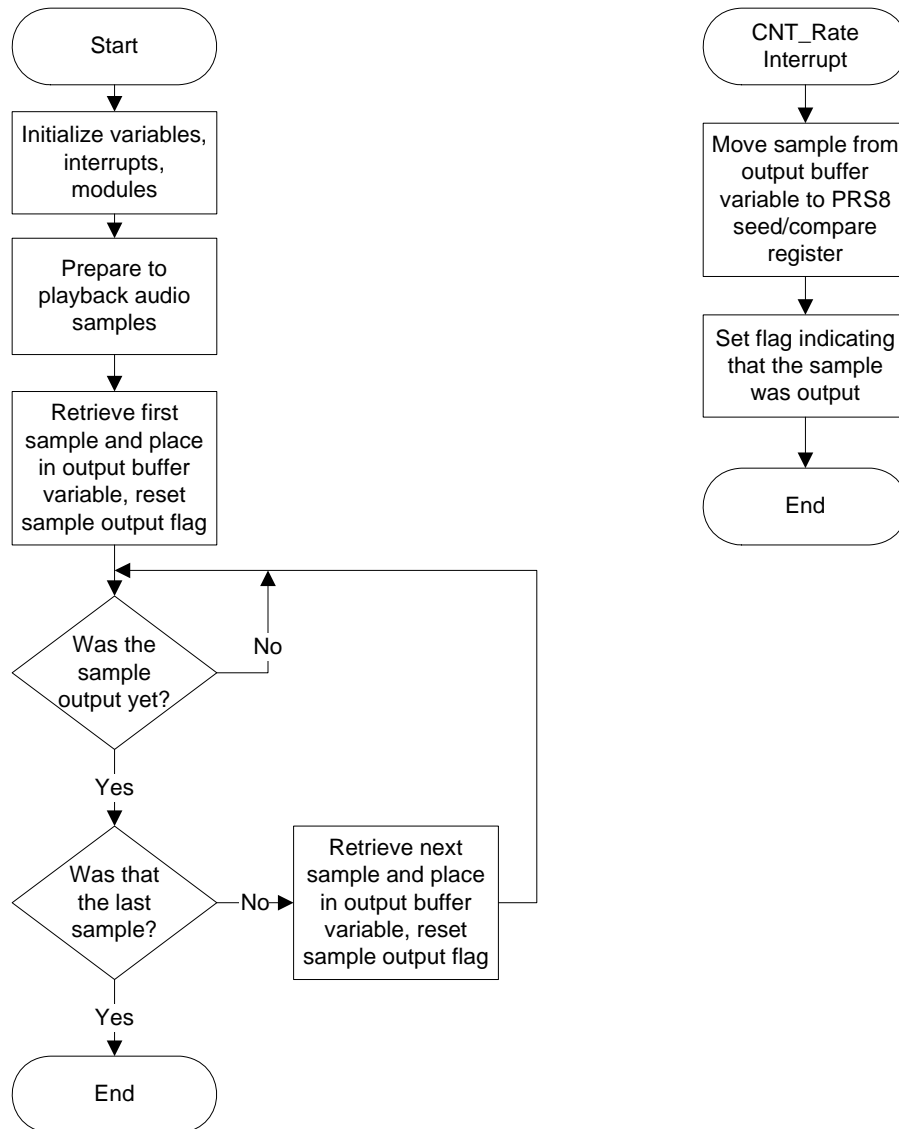 Start
Initialize variables,
interrupts,
modules
Prepare to
playback audio
samples
Retrieve first
sample and place
in output buffer
variable, reset
sample output flag
Was the
sample
output yet?
No
Yes
Was that
the last
sample?
No
Retrieve next
sample and place
in output buffer
variable, reset
sample output flag
Yes
End
CNT_Rate
Interrupt
Move sample from
output buffer
variable to PRS8
seed/compare
register
Set flag indicating
that the sample
was output
End